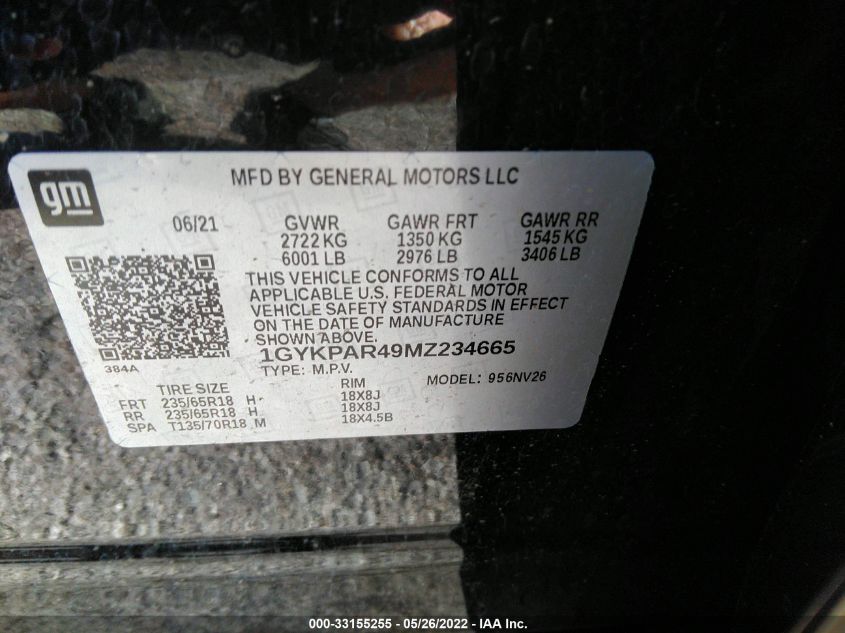 gm
MFD BY GENERAL MOTORS LLC
06/21 GVWR GAWR FRT GAWR RR
2722 KG 1350 KG 1545 KG
6001 LB 2976 LB 3406 LB
THIS VEHICLE CONFORMS TO ALL
APPLICABLE U.S. FEDERAL MOTOR
VEHICLE SAFETY STANDARDS IN EFFECT
ON THE DATE OF MANUFACTURE
SHOWN ABOVE.
1GYKPAR49MZ234665
384A
TYPE: M.P.V. MODEL: 956NV26
TIRE SIZE RIM
FRT 235/65R18 H 18X8J
RR 235/65R18 H 18X8J
SPA T135/70R18 M 18X4.5B
000-33155255 - 05/26/2022 - IAA Inc.